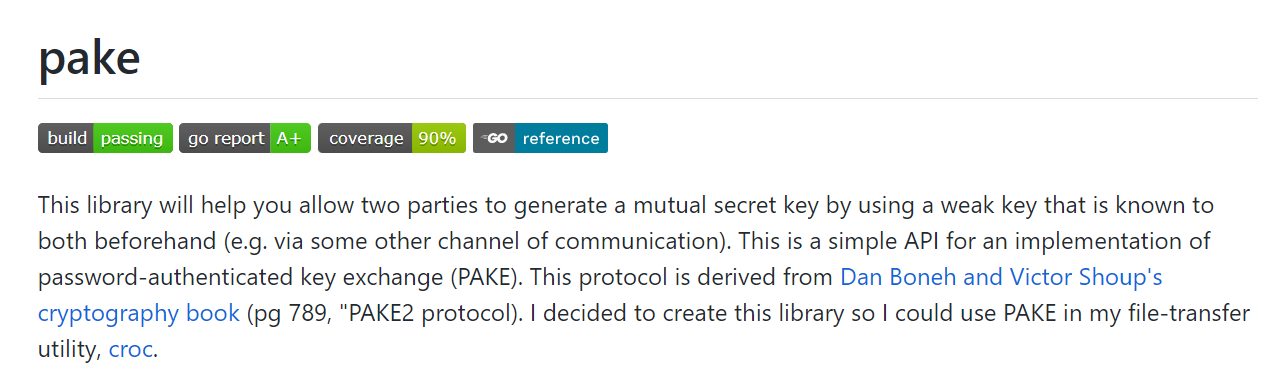 pake
build passing go report A+ coverage 90% GO reference
This library will help you allow two parties to generate a mutual secret key by using a weak key that is known to
both beforehand (e.g. via some other channel of communication). This is a simple API for an implementation of
password-authenticated key exchange (PAKE). This protocol is derived from Dan Boneh and Victor Shoup's
cryptography book (pg 789, "PAKE2 protocol). I decided to create this library so I could use PAKE in my file-transfer
utility, croc.